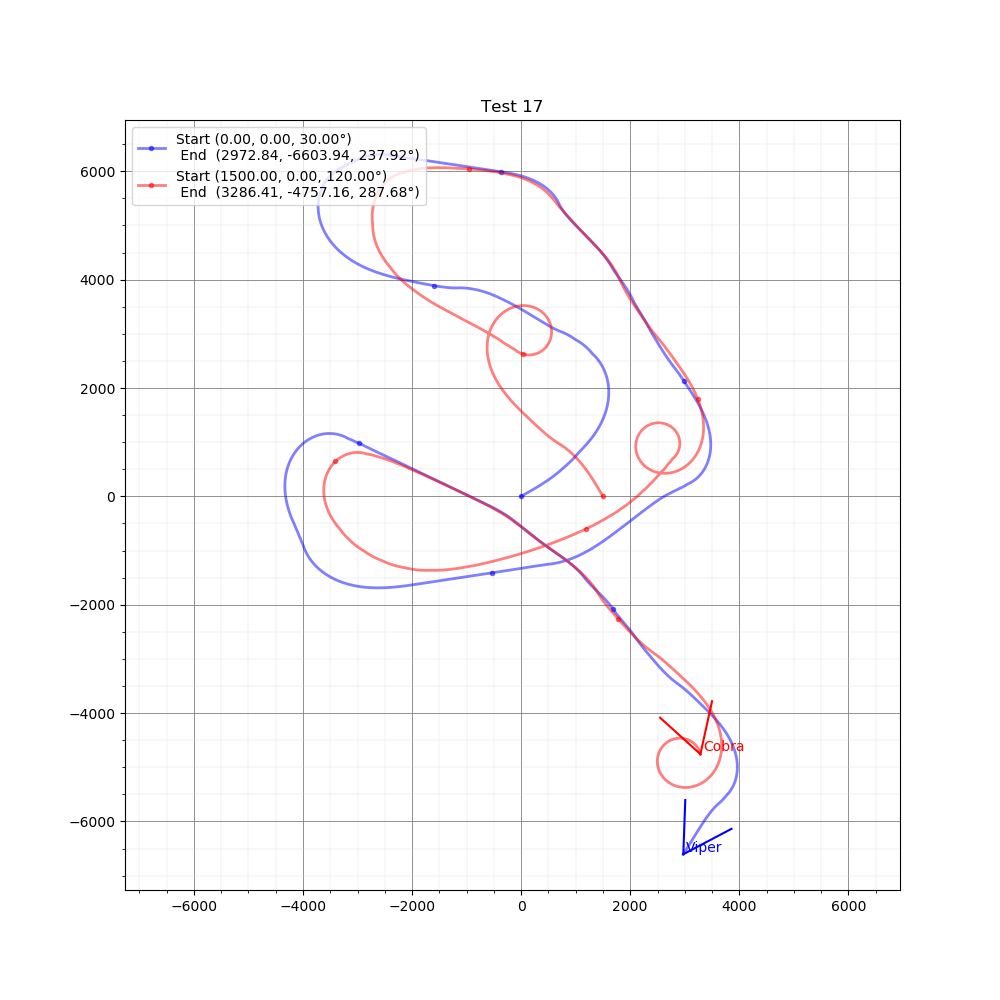 Test 17
Start (0.00, 0.00, 30.00°)
End (2972.84, -6603.94, 237.92°)
Start (1500.00, 0.00, 120.00°)
End (3286.41, -4757.16, 287.68°)
6000
4000
2000
0
−2000
−4000
−6000
Cobra
Viper
−6000 −4000 −2000 0 2000 4000 6000